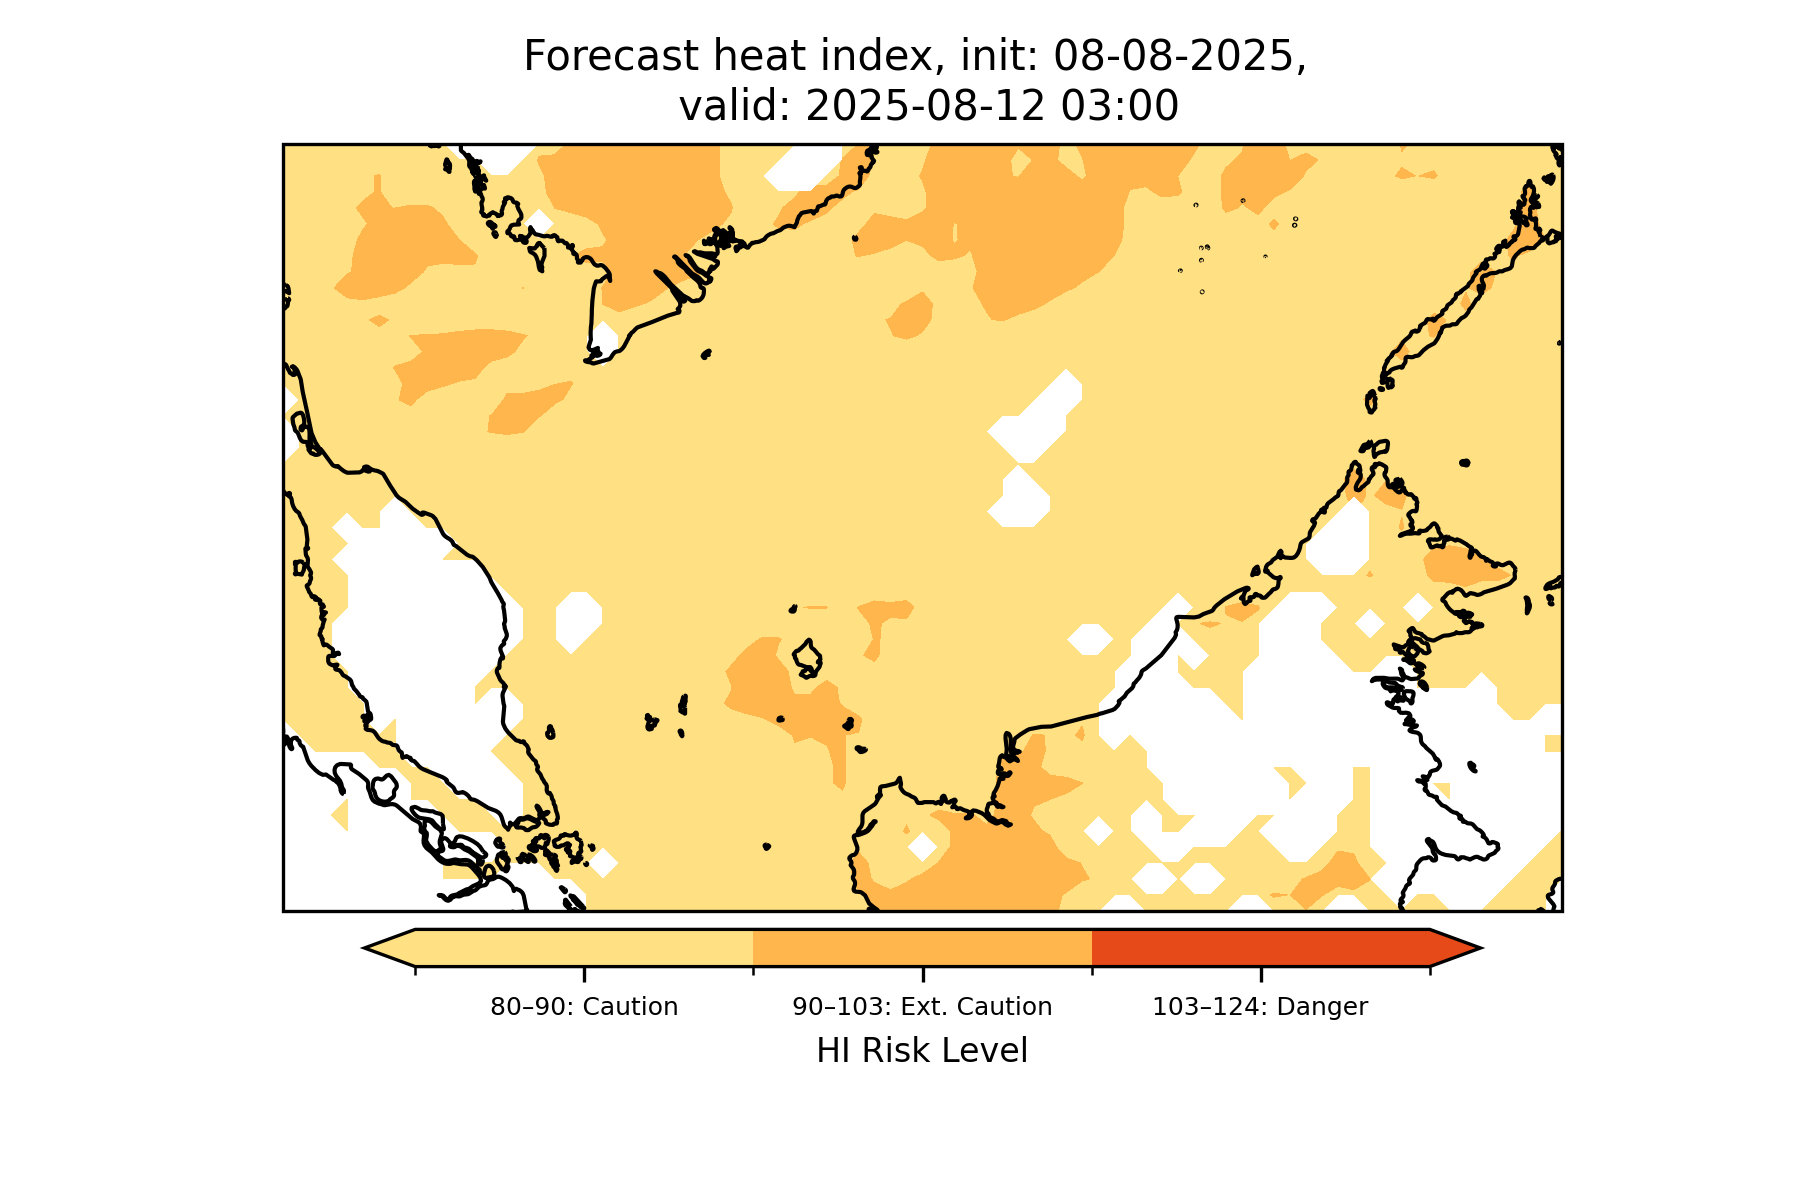 Forecast heat index, init: 08-08-2025,
valid: 2025-08-12 03:00
80–90: Caution
90–103: Ext. Caution
103–124: Danger
HI Risk Level